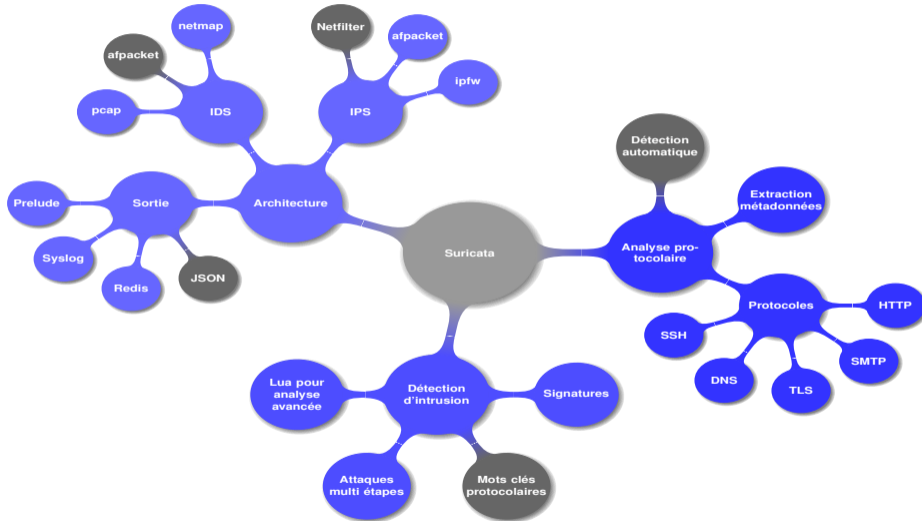 netmap
Netfilter
afpacket
afpacket
pcap
IDS
IPS
ipfw
Détection
automatique
Prelude
Sortie
Architecture
Extraction
métadonnées
Syslog
Redis
JSON
Suricata
Analyse pro-
tocolaire
Protocoles
HTTP
SSH
SMTP
DNS
TLS
Lua pour
analyse
avancée
Détection
d'intrusion
Signatures
Attaques
multi étapes
Mots clés
protocolaires